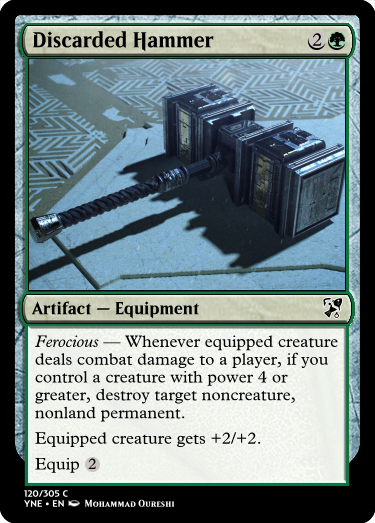 Discarded Hammer 2
Artifact — Equipment
Ferocious — Whenever equipped creature
deals combat damage to a player, if you
control a creature with power 4 or
greater, destroy target noncreature,
nonland permanent.
Equipped creature gets +2/+2.
Equip 2
120/305 C
YNE • EN Mohammad Qureshi